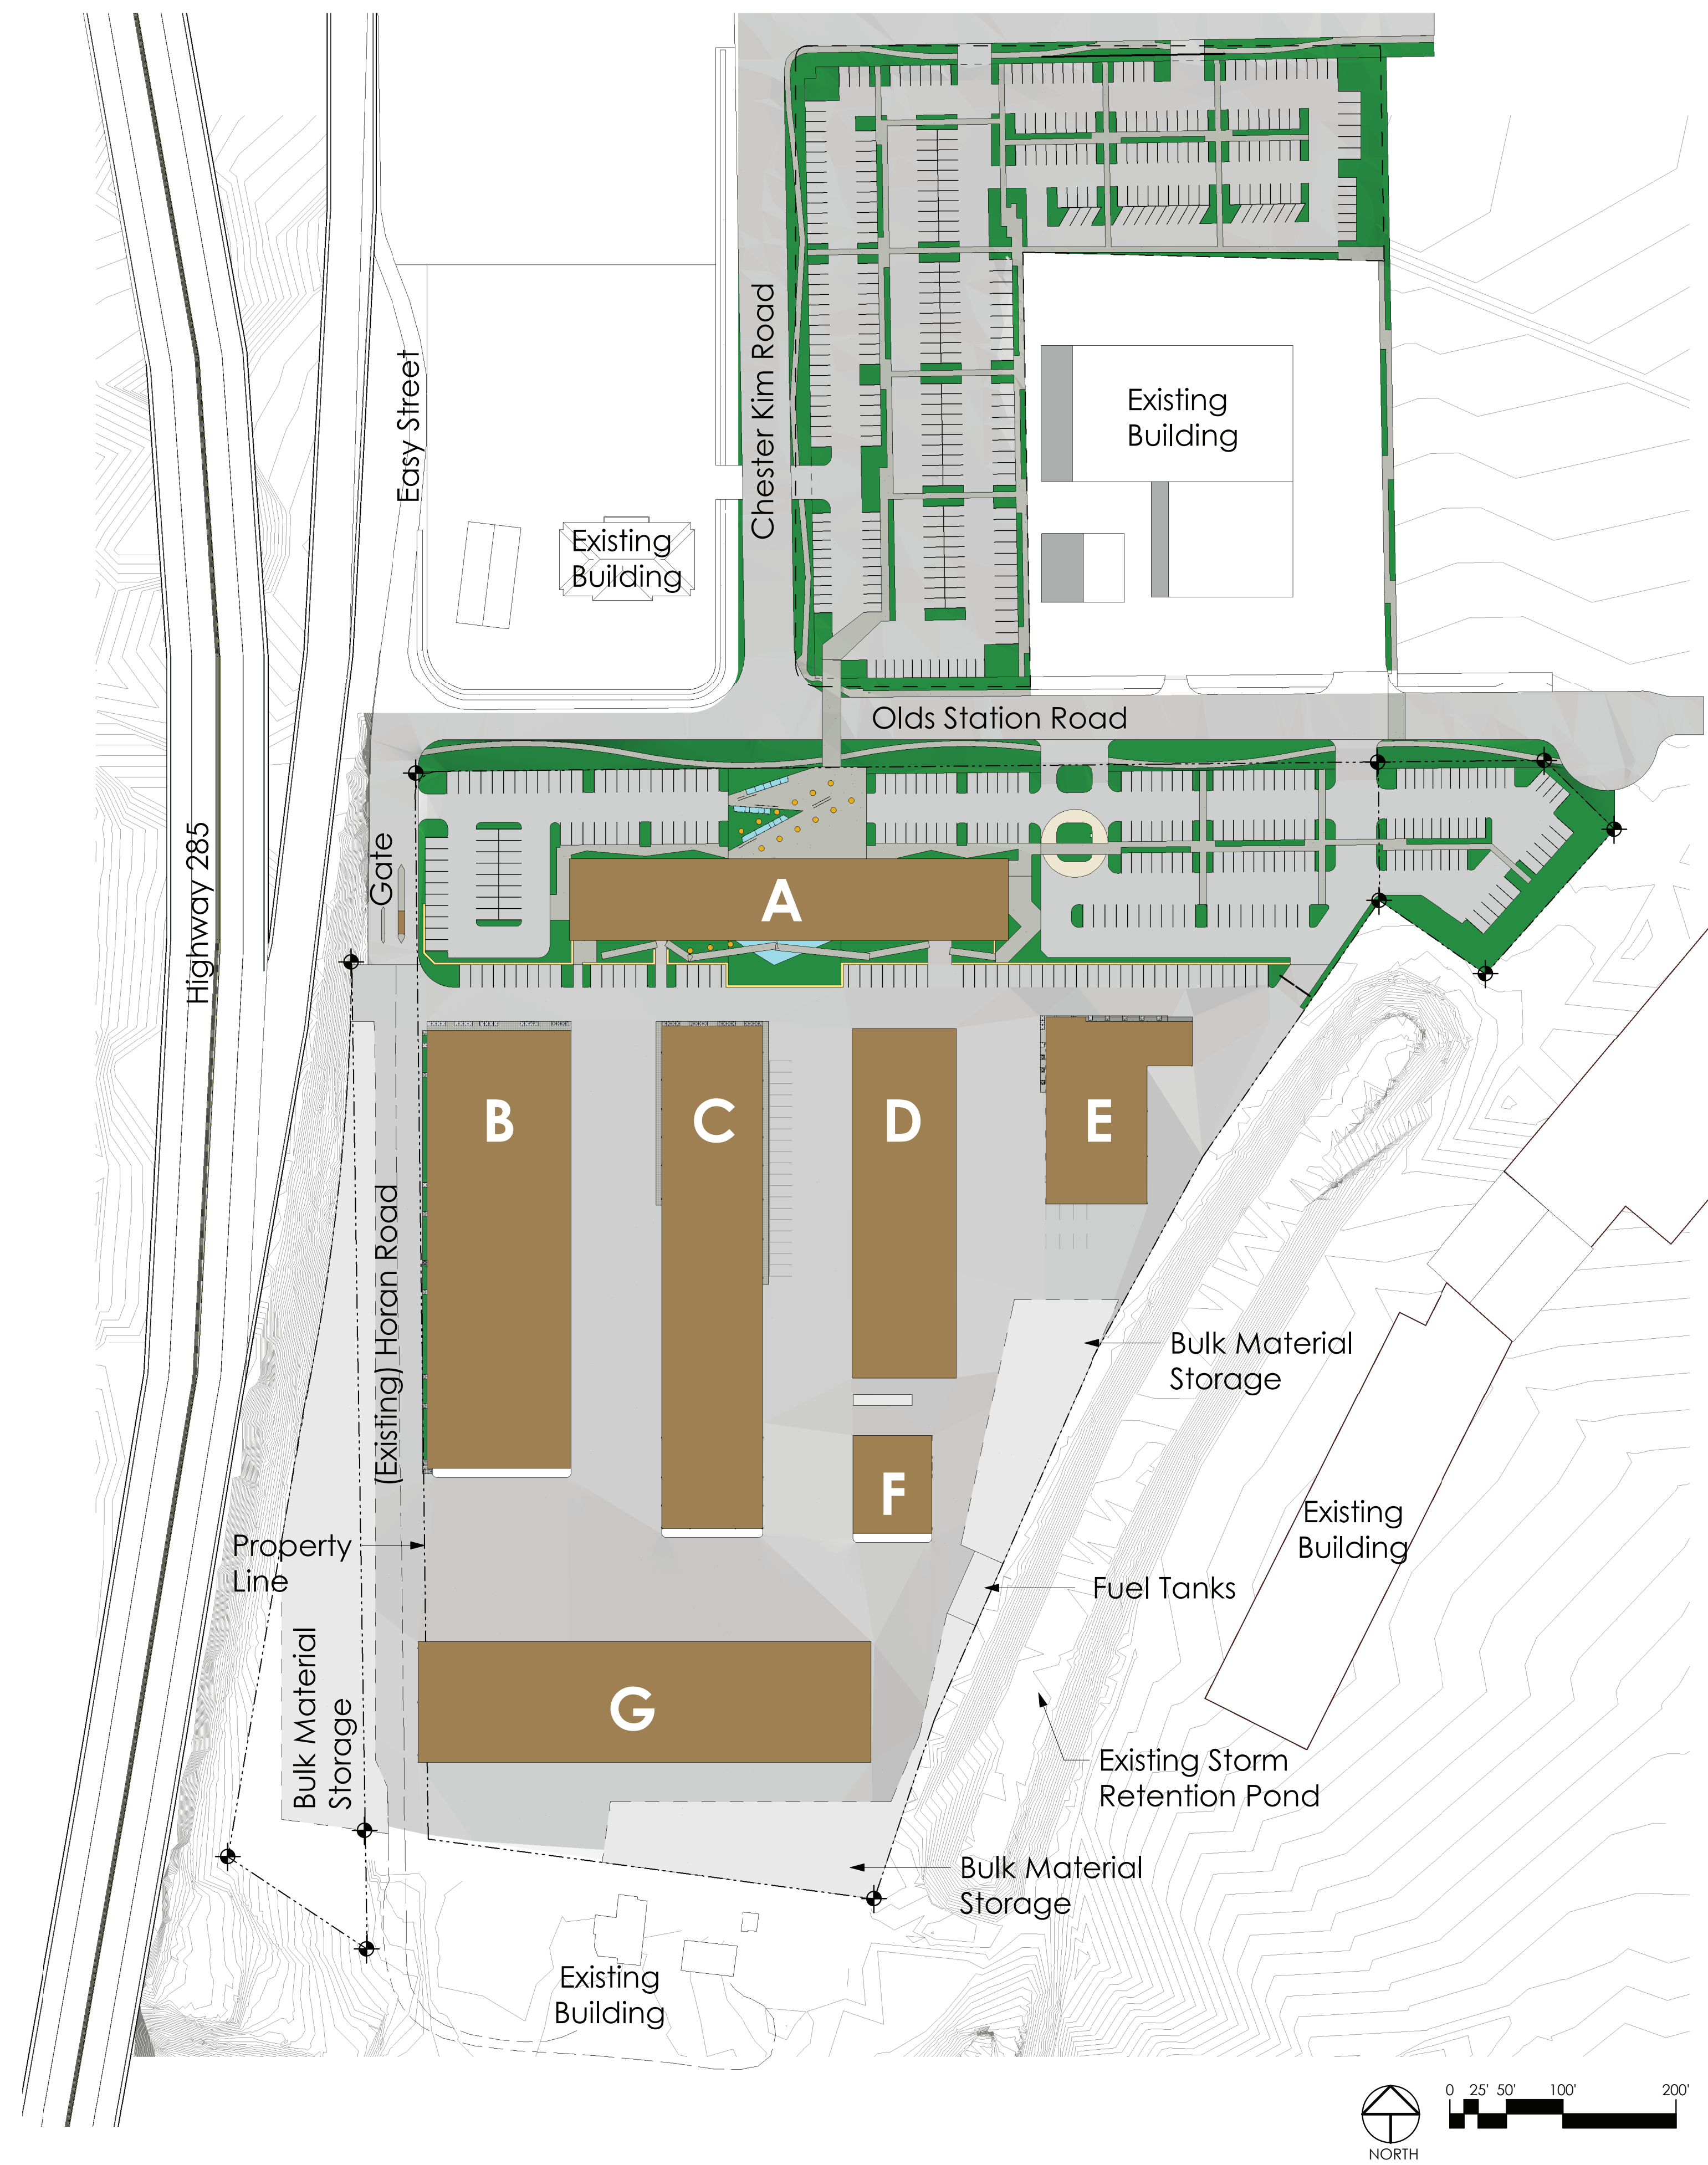 Existing
Building
Chester Kim Road
Easy Street
Existing
Building
Olds Station Road
Highway 285
Gate
A
B
C
D
E
(Existing) Horan Road
Bulk Material
Storage
F
Existing
Building
Property
Line
Fuel Tanks
Bulk Material
Storage
G
Existing Storm
Retention Pond
Bulk Material
Storage
Existing
Building
0 25' 50' 100' 200'
NORTH